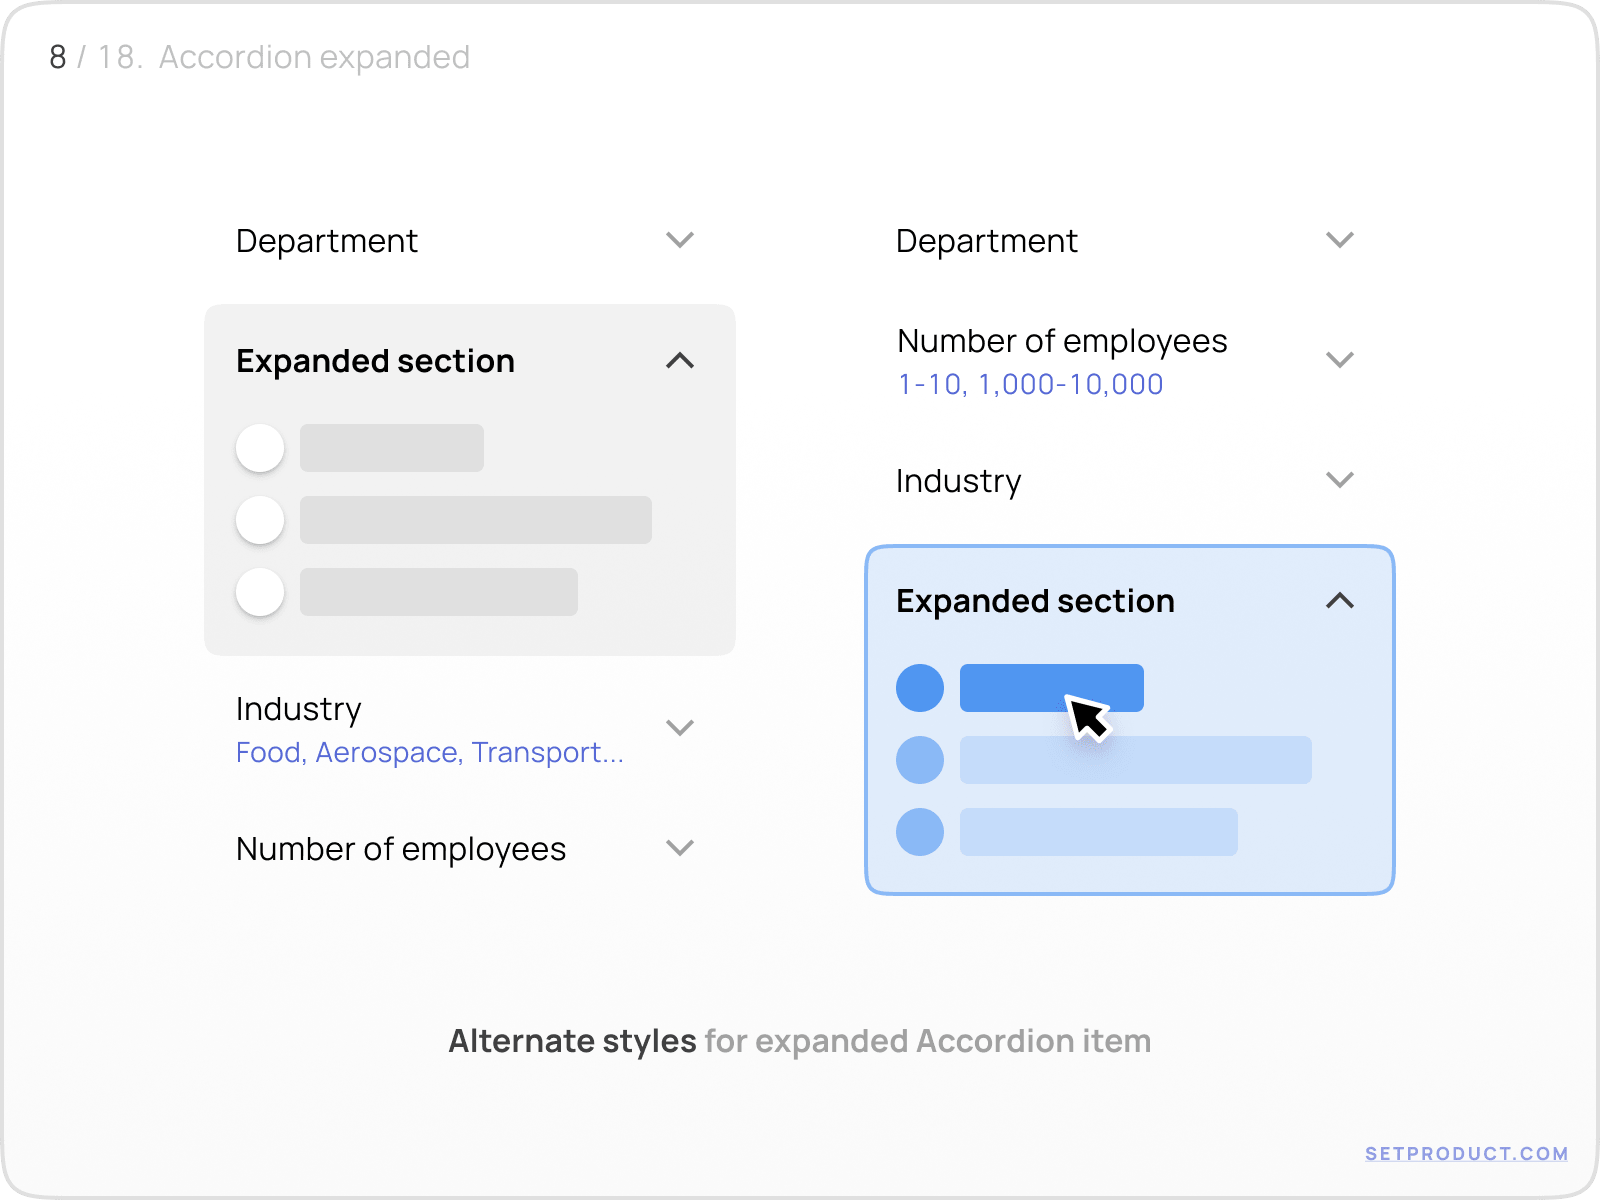 8 / 18. Accordion expanded
Department
Expanded section
Industry
Food, Aerospace, Transport...
Number of employees
Department
Number of employees
1-10, 1,000-10,000
Industry
Expanded section
Alternate styles for expanded Accordion item
SETPRODUCT.COM